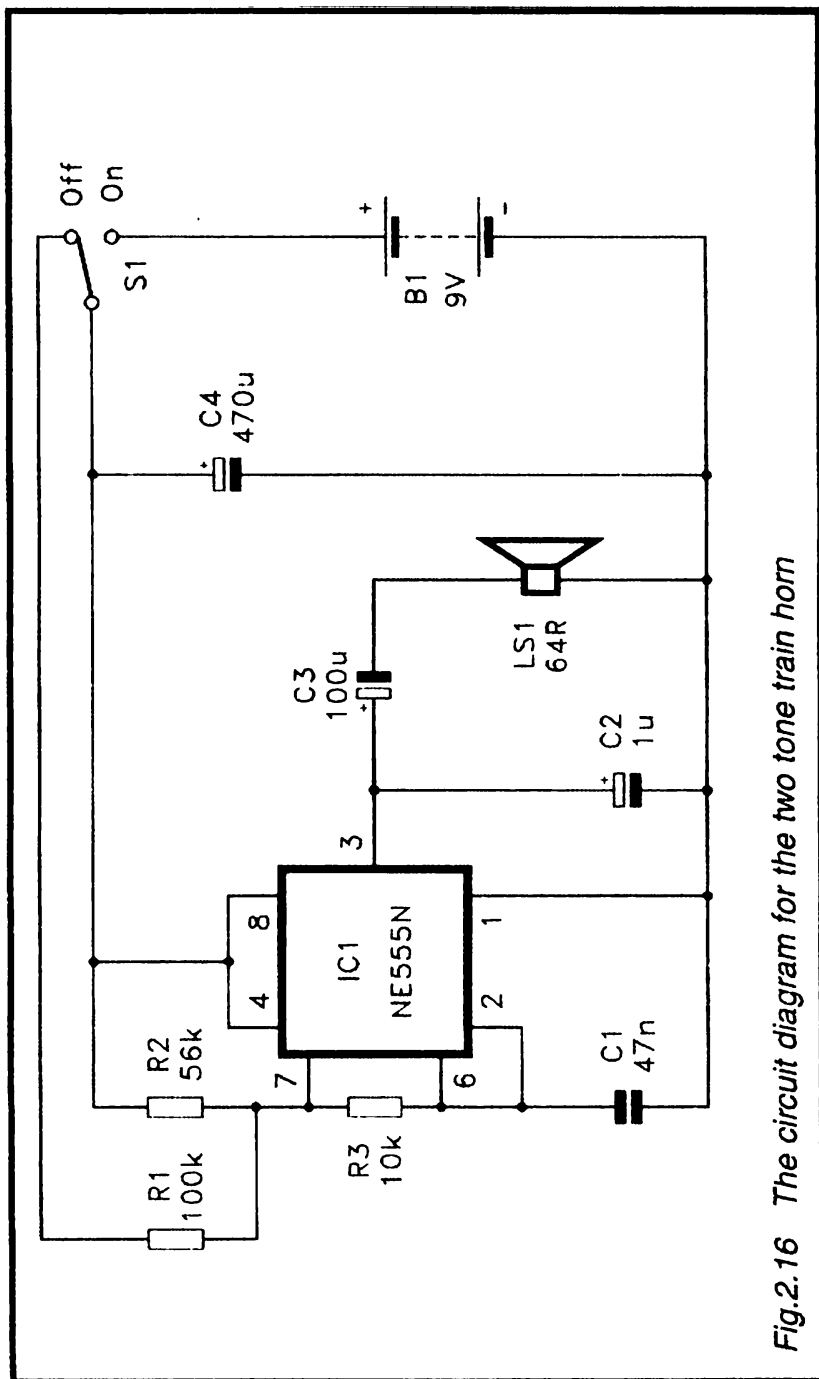 Off
On
S1
+
B1
9V
-
+
C4
470u
C3
100u
+
LS1
64R
+
C2
1u
3
8
4
IC1
NE555N
1
2
7
6
R2
56k
R1
100k
R3
10k
C1
47n
Fig.2.16 The circuit diagram for the two tone train horn